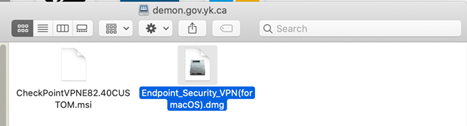 demon.gov.yk.ca
Search
CheckPointVPNE82.40CUS
TOM.msi
Endpoint_Security_VPN(for
macOS).dmg